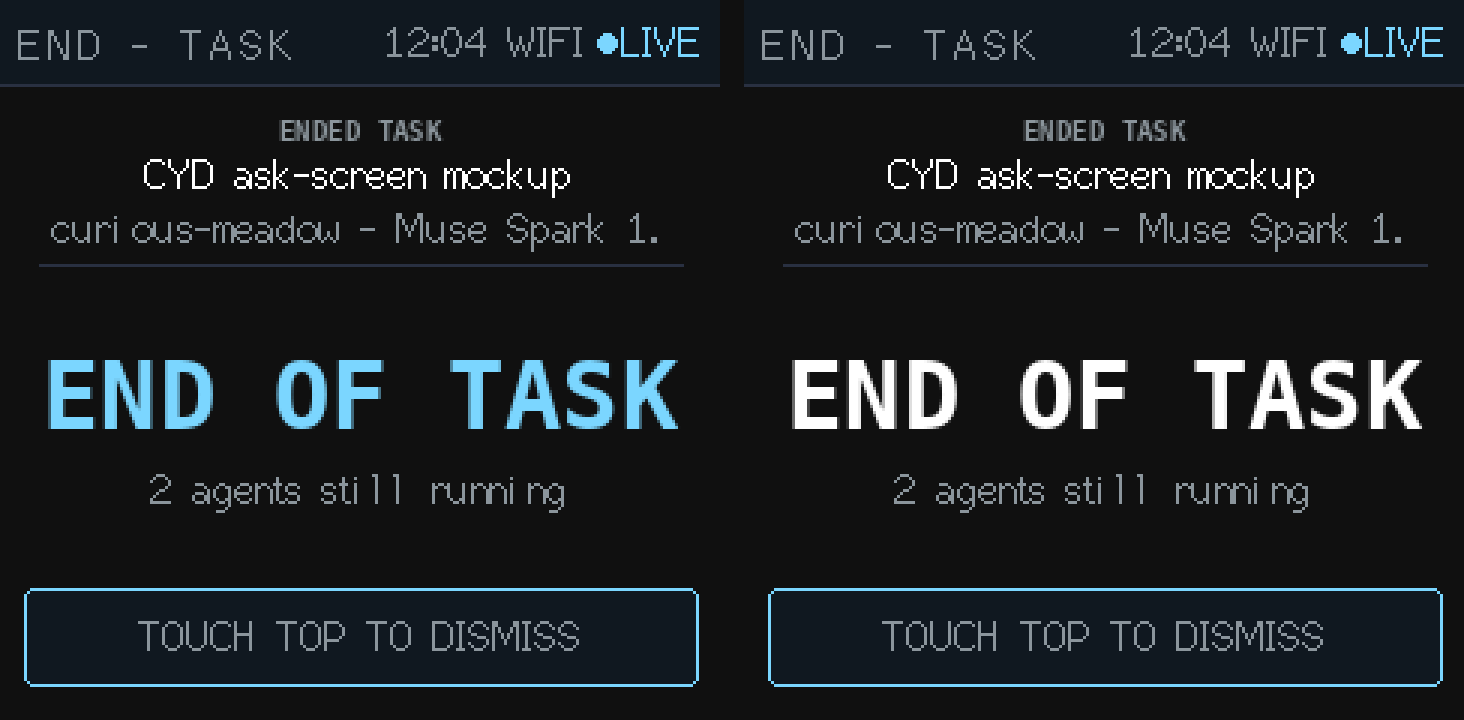 END - TASK 12:04 WIFI ●LIVE
ENDED TASK
CYD ask-screen mockup
curious-meadow - Muse Spark 1.
END OF TASK
2 agents still running
TOUCH TOP TO DISMISS
END - TASK 12:04 WIFI ●LIVE
ENDED TASK
CYD ask-screen mockup
curious-meadow - Muse Spark 1.
END OF TASK
2 agents still running
TOUCH TOP TO DISMISS